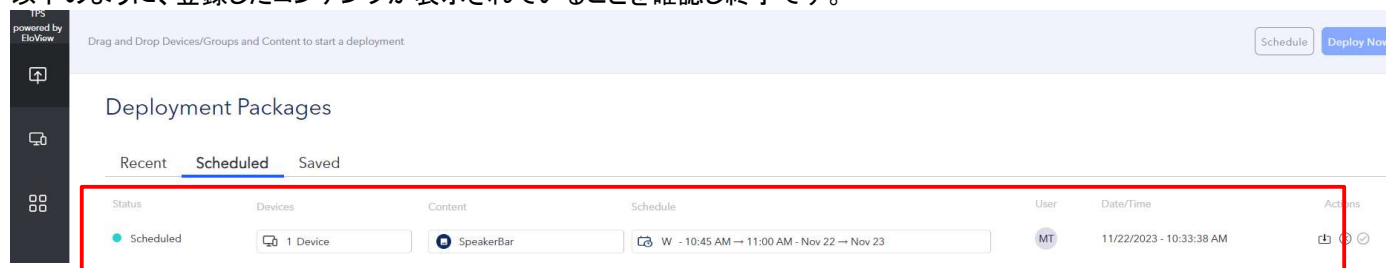 以下のように、登録したコンテンツが表示されていることを確認し終了です。
TPS
powered by
EloView
Drag and Drop Devices/Groups and Content to start a deployment
Schedule
Deploy Now
Deployment Packages
Recent Scheduled Saved
Status Devices Content Schedule User Date/Time Actions
Scheduled 1 Device SpeakerBar W - 10:45 AM → 11:00 AM - Nov 22 → Nov 23 MT 11/22/2023 - 10:33:38 AM